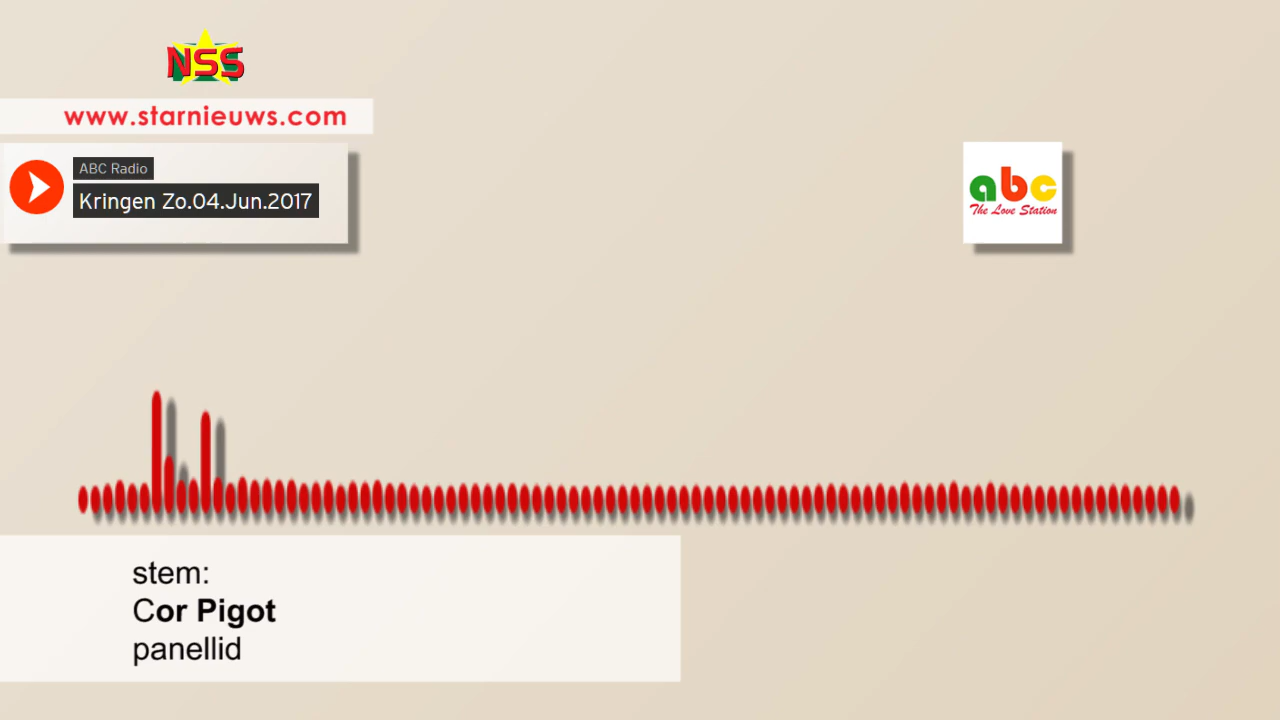 NSS
www.starnieuws.com
ABC Radio
Kringen Zo.04.Jun.2017
abc
The Love Station
stem:
Cor Pigot
panellid